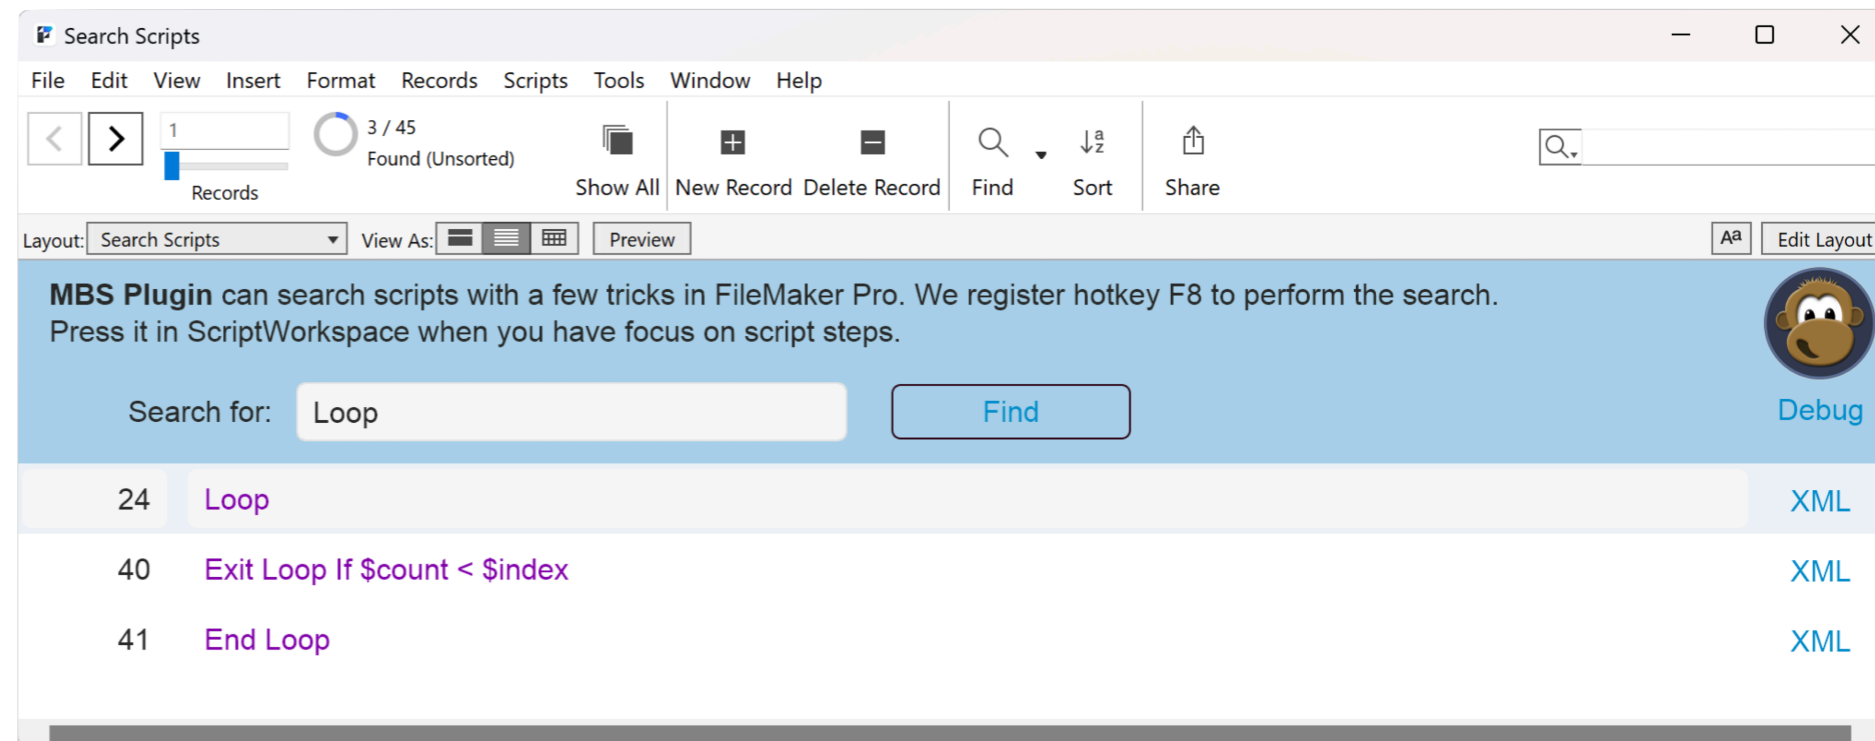 Search Scripts
File Edit View Insert Format Records Scripts Tools Window Help
1
Records
3 / 45
Found (Unsorted)
Show All New Record Delete Record Find Sort Share
Layout: Search Scripts View As: Preview Aa Edit Layout
MBS Plugin can search scripts with a few tricks in FileMaker Pro. We register hotkey F8 to perform the search.
Press it in ScriptWorkspace when you have focus on script steps.
Search for: Loop Find Debug
24 Loop XML
40 Exit Loop If $count < $index XML
41 End Loop XML